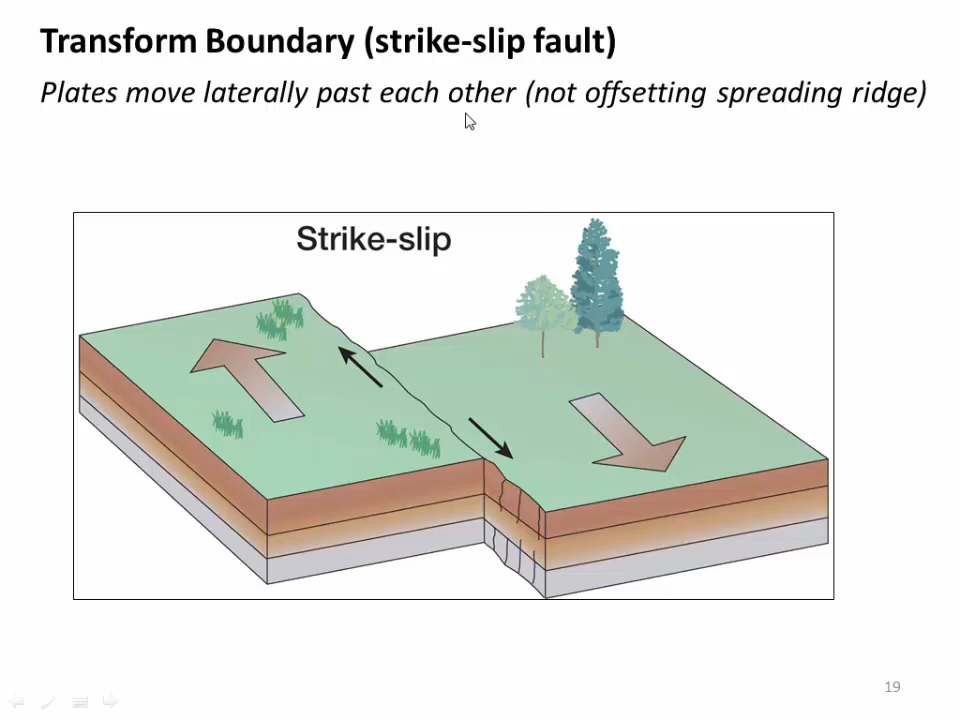 Transform Boundary (strike-slip fault)
Plates move laterally past each other (not offsetting spreading ridge)
Strike-slip
19